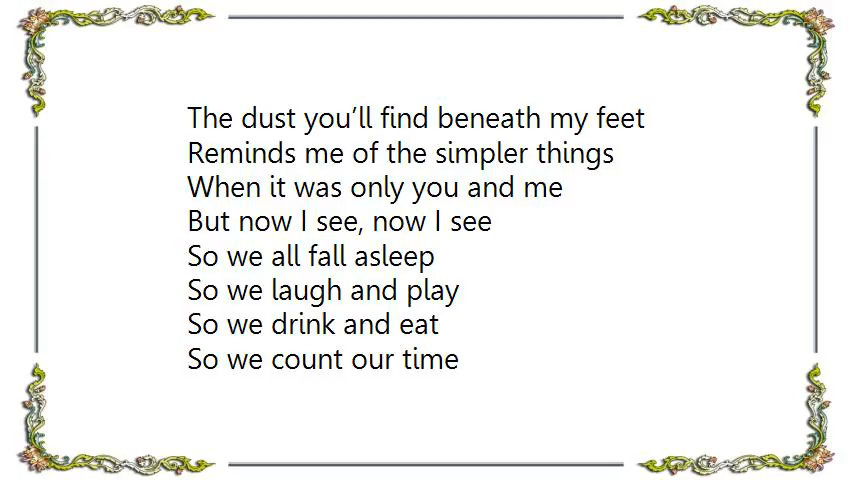 The dust you’ll find beneath my feet
Reminds me of the simpler things
When it was only you and me
But now I see, now I see
So we all fall asleep
So we laugh and play
So we drink and eat
So we count our time